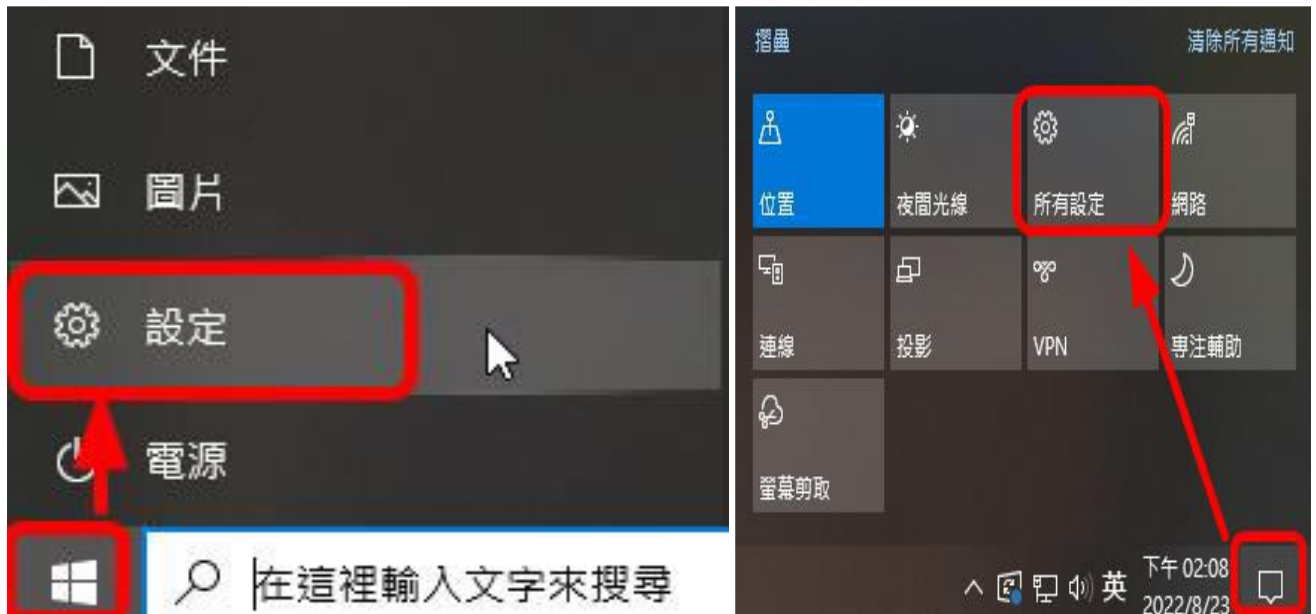 文件
圖片
設定
電源
在這裡輸入文字來搜尋
摺疊
清除所有通知
位置
夜間光線
所有設定
網路
連線
投影
VPN
專注輔助
螢幕剪取
英
下午 02:08
2022/8/23